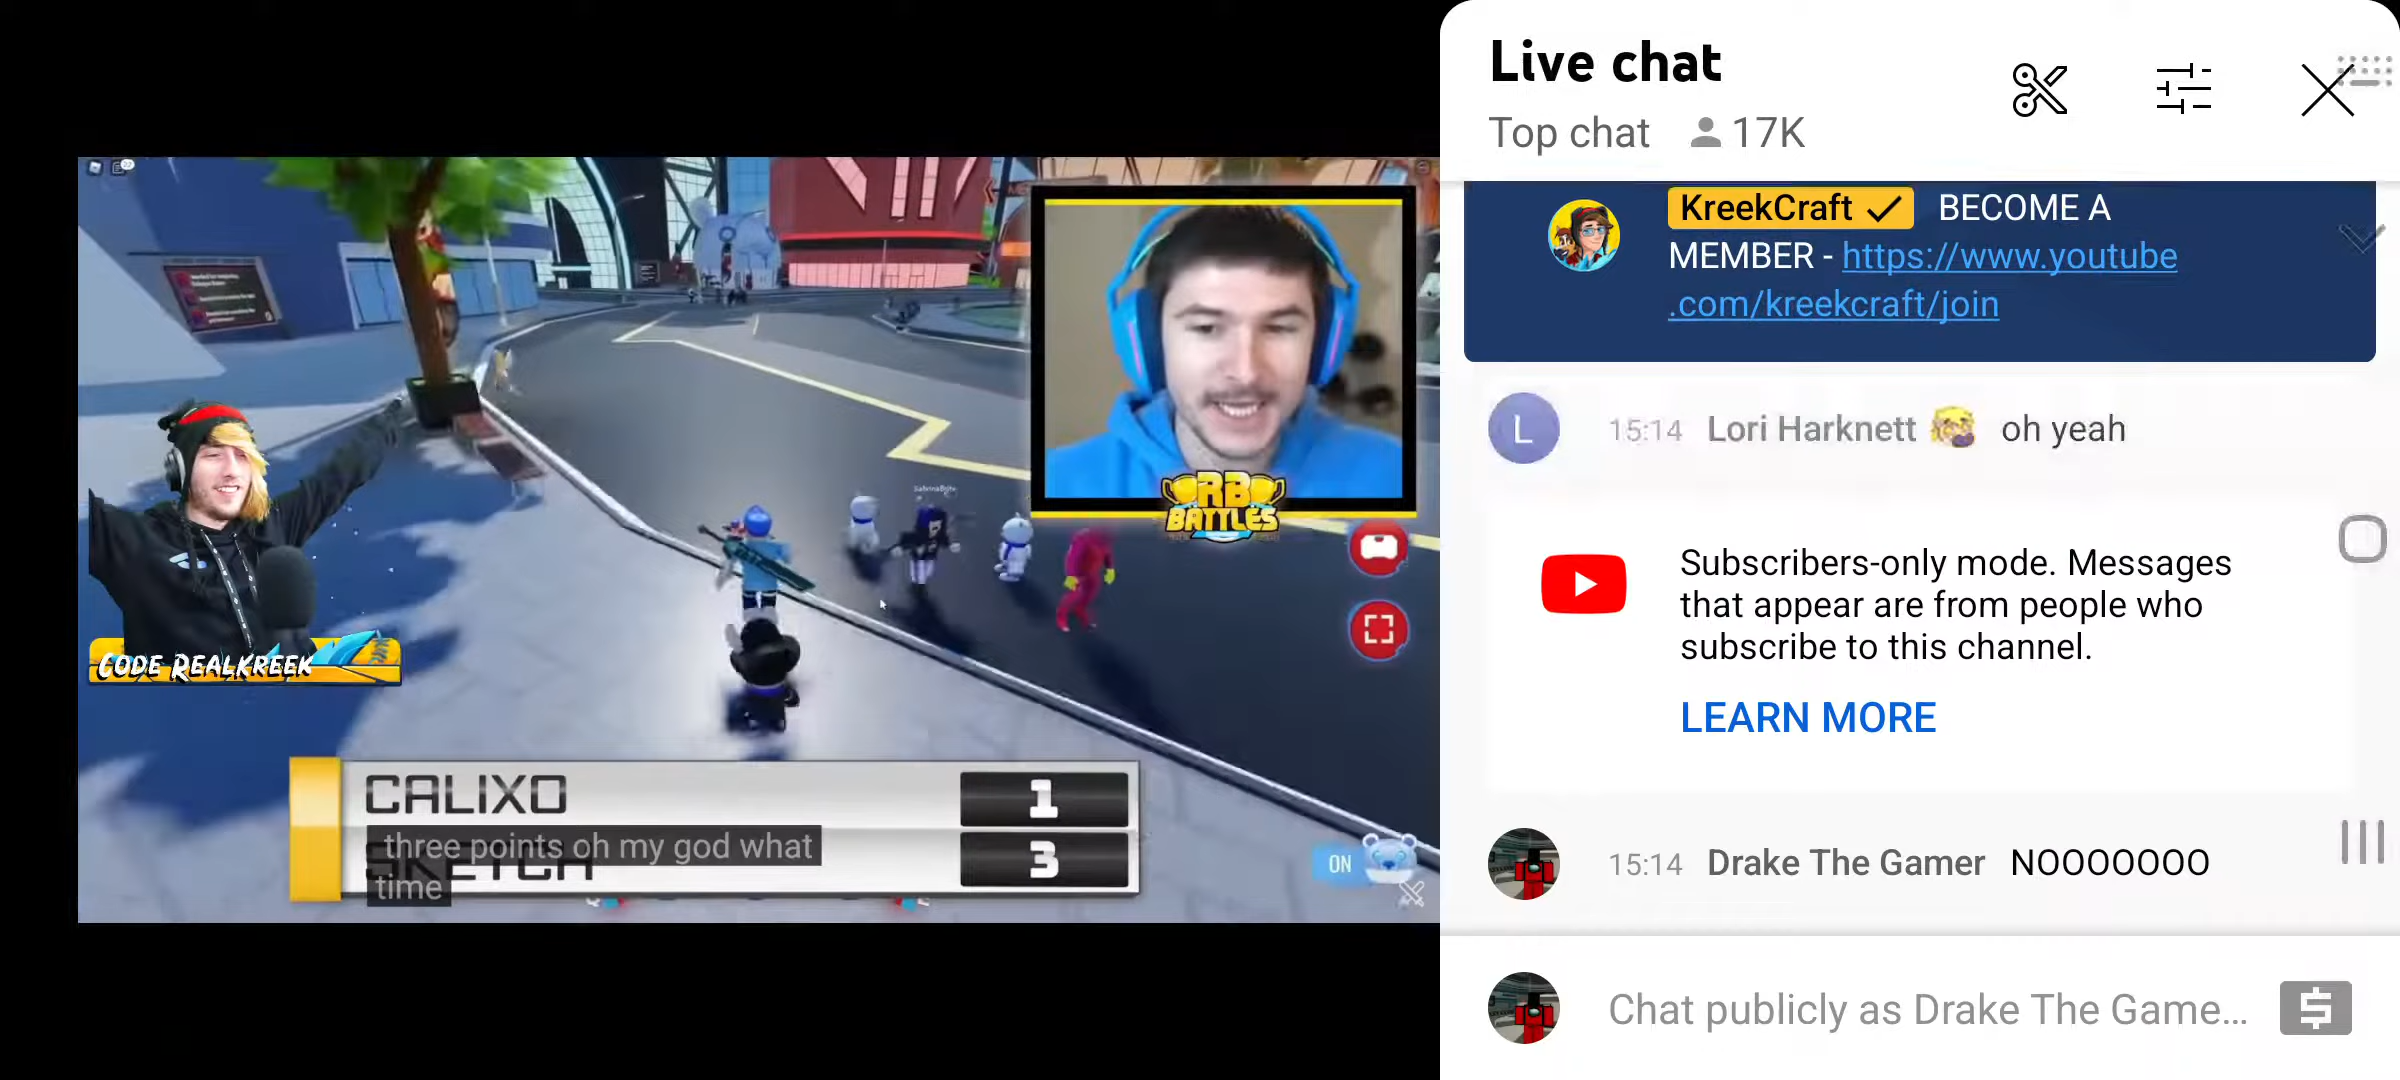 Live chat
Top chat 17K
KreekCraft BECOME A
MEMBER - https://www.youtube
.com/kreekcraft/join
L 15:14 Lori Harknett oh yeah
Subscribers-only mode. Messages
that appear are from people who
subscribe to this channel.
LEARN MORE
15:14 Drake The Gamer NOOOOOOO
Chat publicly as Drake The Game...
RB
BATTLES
CODE REALKREEK
CALIXO 1
three points oh my god what
SKETCH 3
time
ON